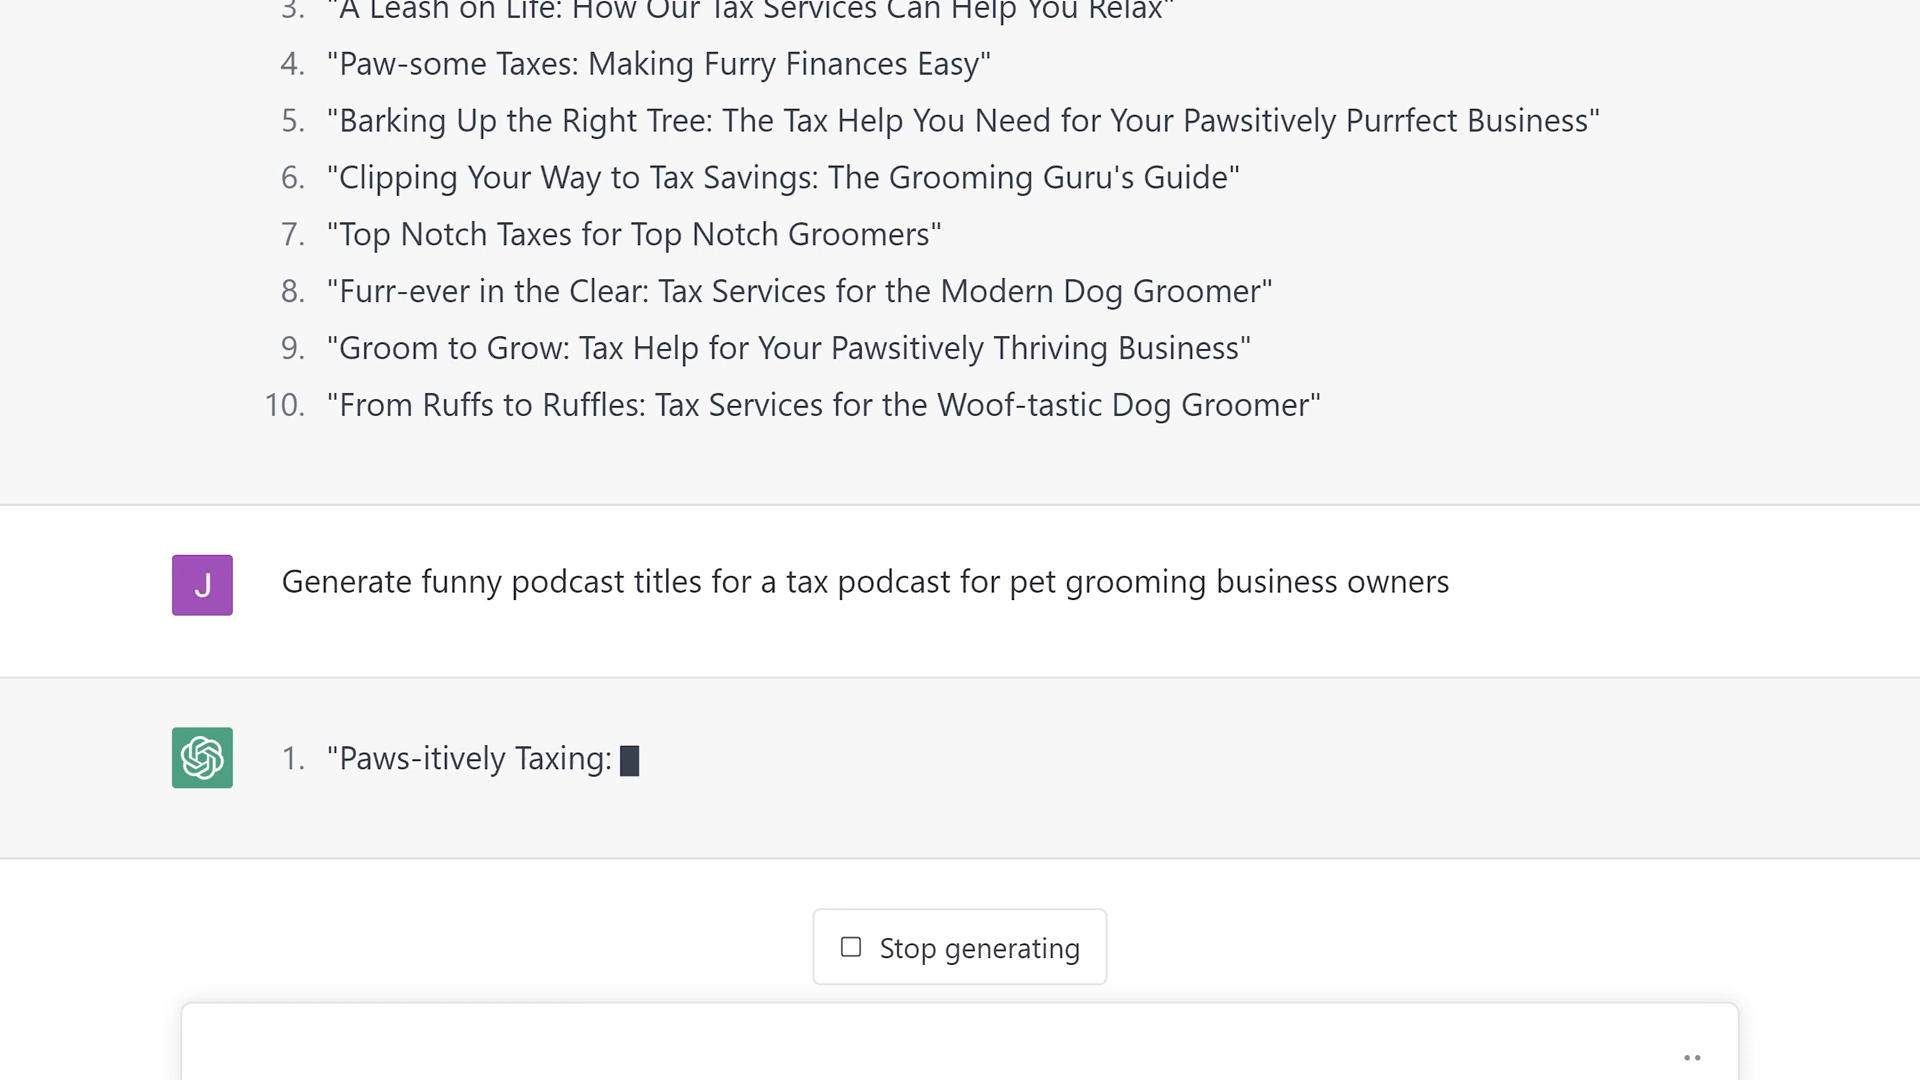 3. "A Leash on Life: How Our Tax Services Can Help You Relax"
4. "Paw-some Taxes: Making Furry Finances Easy"
5. "Barking Up the Right Tree: The Tax Help You Need for Your Pawsitively Purrfect Business"
6. "Clipping Your Way to Tax Savings: The Grooming Guru's Guide"
7. "Top Notch Taxes for Top Notch Groomers"
8. "Furr-ever in the Clear: Tax Services for the Modern Dog Groomer"
9. "Groom to Grow: Tax Help for Your Pawsitively Thriving Business"
10. "From Ruffs to Ruffles: Tax Services for the Woof-tastic Dog Groomer"
J Generate funny podcast titles for a tax podcast for pet grooming business owners
1. "Paws-itively Taxing:
Stop generating